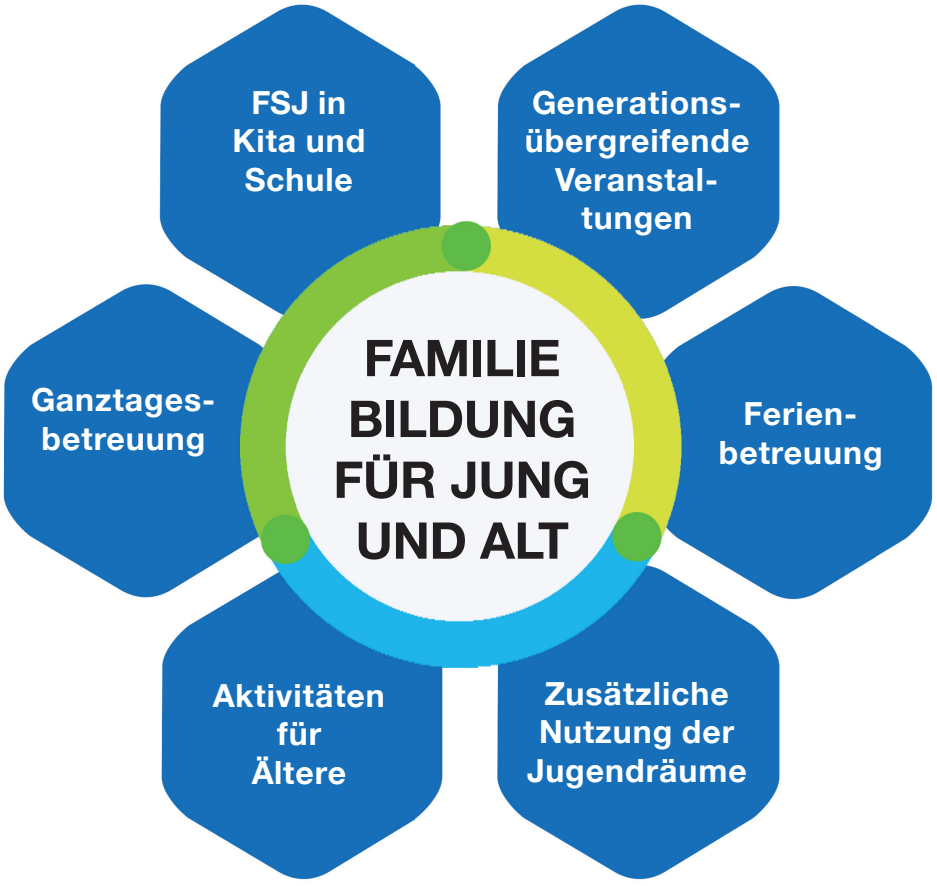 FSJ in
Kita und
Schule
Generations-
übergreifende
Veranstal-
tungen
Ganztages-
betreuung
FAMILIE
BILDUNG
FÜR JUNG
UND ALT
Ferien-
betreuung
Aktivitäten
für
Ältere
Zusätzliche
Nutzung der
Jugendräume